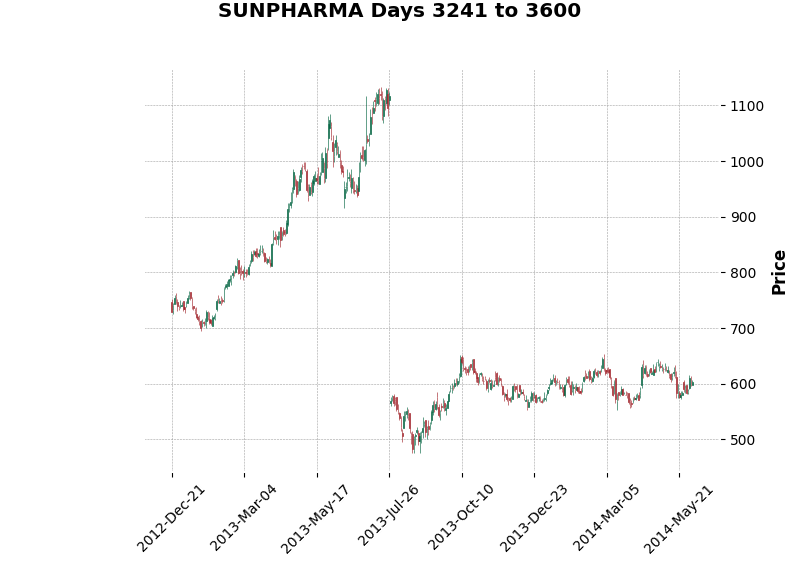 SUNPHARMA Days 3241 to 3600
1100
1000
900
800
700
600
500
Price
2012-Dec-21
2013-Mar-04
2013-May-17
2013-Jul-26
2013-Oct-10
2013-Dec-23
2014-Mar-05
2014-May-21